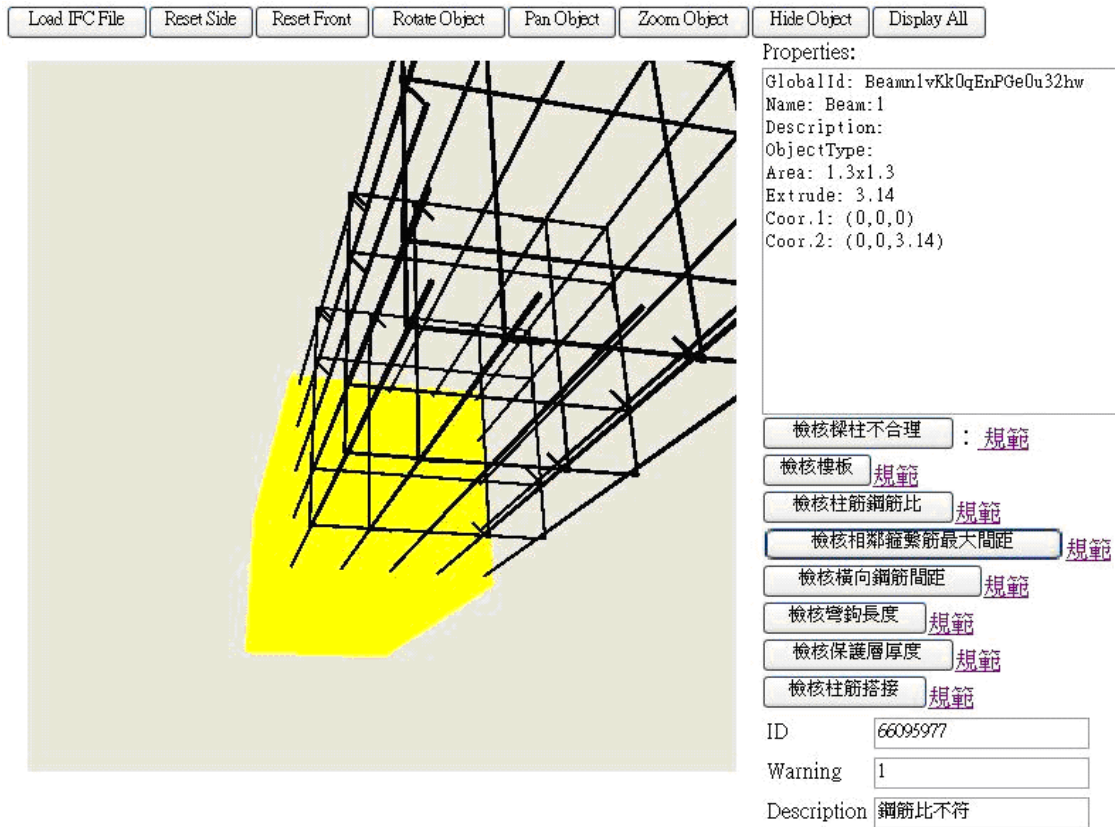 Load IFC File Reset Side Reset Front Rotate Object Pan Object Zoom Object Hide Object Display All
Properties:
GlobalId: Beamn1vKk0qEnPGe0u32hw
Name: Beam:1
Description:
ObjectType:
Area: 1.3x1.3
Extrude: 3.14
Coor.1: (0,0,0)
Coor.2: (0,0,3.14)
檢核樑柱不合理 : 規範
檢核樓板 規範
檢核柱筋鋼筋比 規範
檢核相鄰箍繫筋最大間距 規範
檢核橫向鋼筋間距 規範
檢核彎鉤長度 規範
檢核保護層厚度 規範
檢核柱筋搭接 規範
ID 66095977
Warning 1
Description 鋼筋比不符